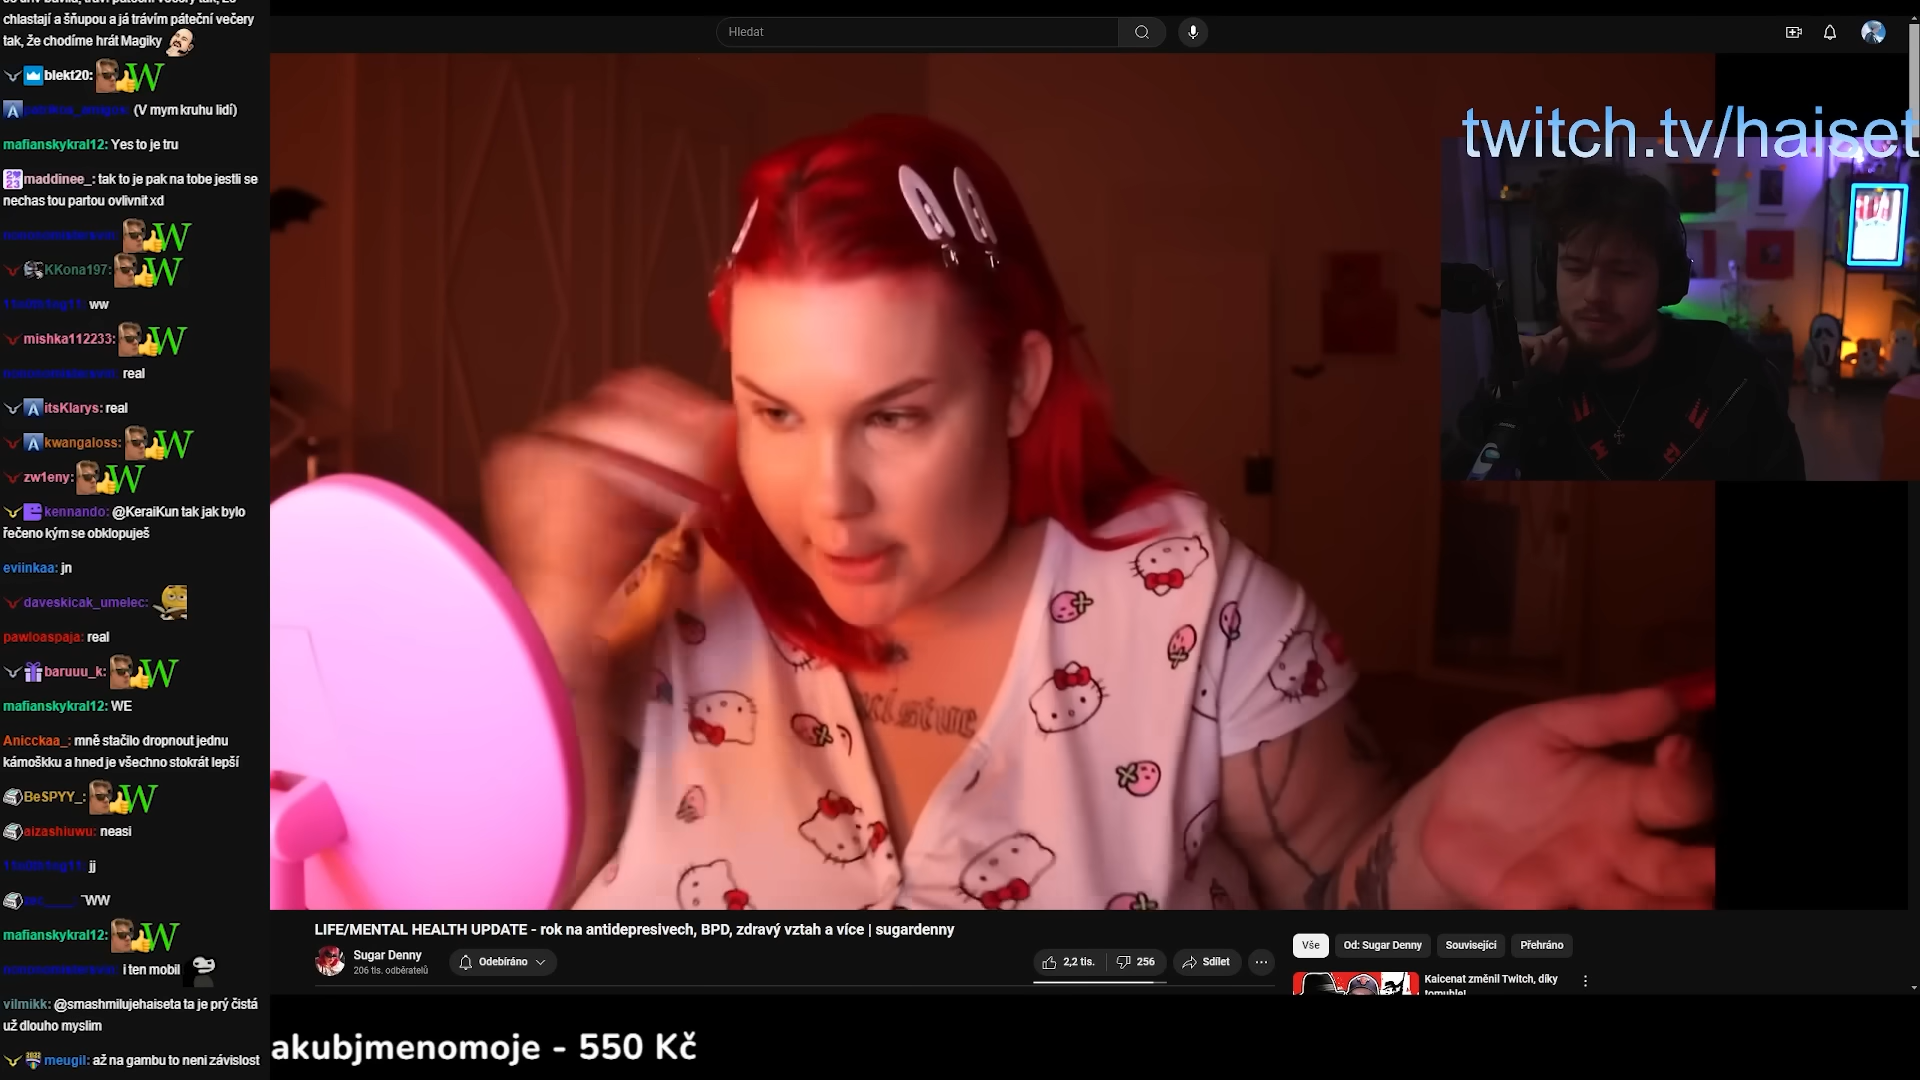 chlastají a šňupou a já trávím páteční večery
tak, že chodíme hrát Magiky
blekt20: W
(V mym kruhu lidí)
mafianskykral12: Yes to je tru
maddinee_: tak to je pak na tobe jestli se
nechas tou partou ovlivnit xd
W
KKona197: W
ww
mishka112233: W
real
itsKlarys: real
kwangaloss: W
zw1eny: W
kennando: @KeraiKun tak jak bylo
řečeno kým se obklopuješ
eviinkaa: jn
daveskicak_umelec:
pawloaspaja: real
baruuu_k: W
mafianskykral12: WE
Anicckaa_: mně stačilo dropnout jednu
kámoškku a hned je všechno stokrát lepší
BeSPYY_: W
aizashiuwu: neasi
jj
mafianskykral12: W
i ten mobil
vilmikk: @smashmilujehaiseta ta je prý čistá
už dlouho myslim
meugil: až na gambu to neni závislost
Hledat
twitch.tv/haiset
LIFE/MENTAL HEALTH UPDATE - rok na antidepresivech, BPD, zdravý vztah a více | sugardenny
Sugar Denny
206 tis. odběratelů
Odebíráno
2,2 tis.
256
Sdílet
Vše
Od: Sugar Denny
Související
Přehráno
Kaicenat změnil Twitch, díky
tomuhle!
akubjmenomoje - 550 Kč